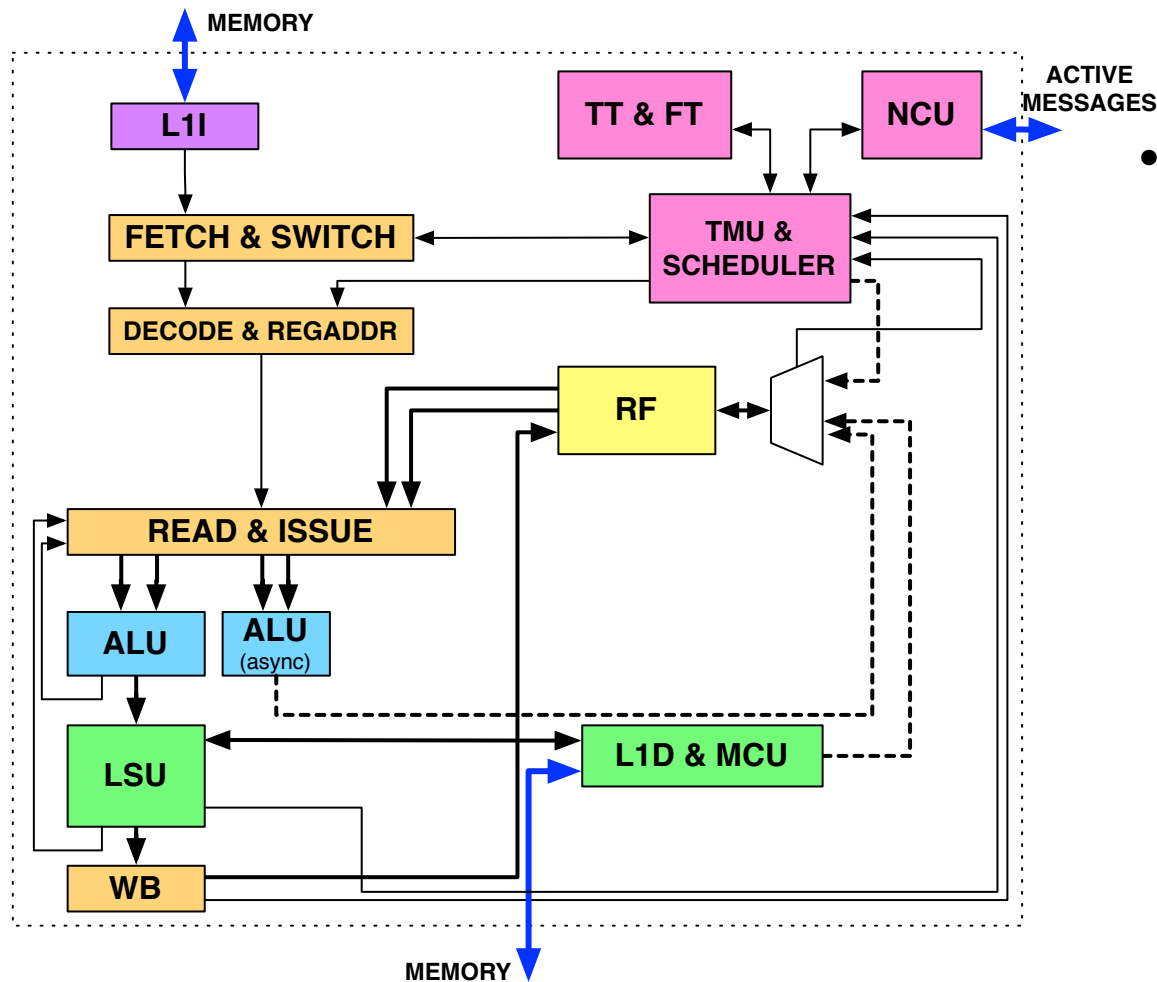 MEMORY
ACTIVE
MESSAGES
TT & FT
NCU
L1I
FETCH & SWITCH
TMU &
SCHEDULER
DECODE & REGADDR
RF
READ & ISSUE
ALU
ALU
(async)
LSU
L1D & MCU
WB
MEMORY